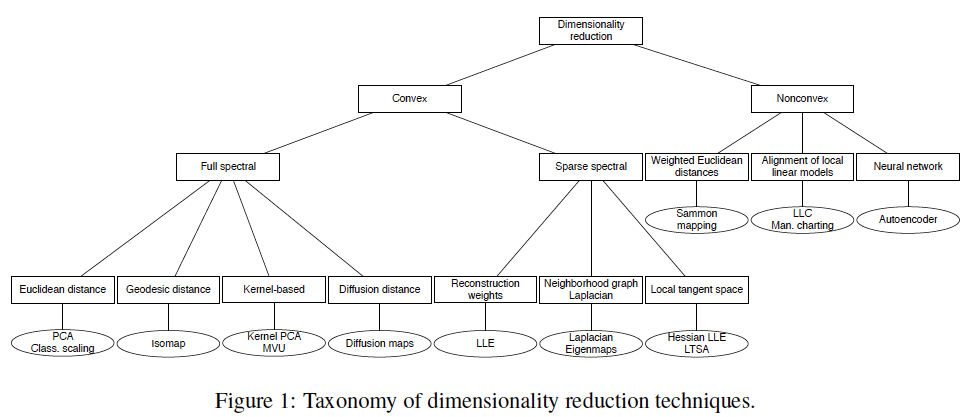 Dimensionality
reduction
Convex
Nonconvex
Full spectral
Sparse spectral
Weighted Euclidean
distances
Alignment of local
linear models
Neural network
Sammon
mapping
LLC
Man. charting
Autoencoder
Euclidean distance
Geodesic distance
Kernel-based
Diffusion distance
Reconstruction
weights
Neighborhood graph
Laplacian
Local tangent space
PCA
Class. scaling
Isomap
Kernel PCA
MVU
Diffusion maps
LLE
Laplacian
Eigenmaps
Hessian LLE
LTSA
Figure 1: Taxonomy of dimensionality reduction techniques.